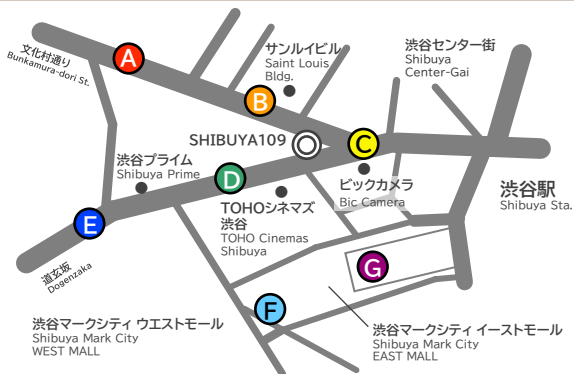 文化村通り
Bunkamura-dori St.
A
サンルイビル
Saint Louis
Bldg.
渋谷センター街
Shibuya
Center-Gai
B
SHIBUYA109
C
渋谷プライム
Shibuya Prime
D
ビックカメラ
Bic Camera
渋谷駅
Shibuya Sta.
TOHOシネマズ
渋谷
TOHO Cinemas
Shibuya
E
道玄坂
Dogenzaka
G
F
渋谷マークシティ ウエストモール
Shibuya Mark City
WEST MALL
渋谷マークシティ イーストモール
Shibuya Mark City
EAST MALL